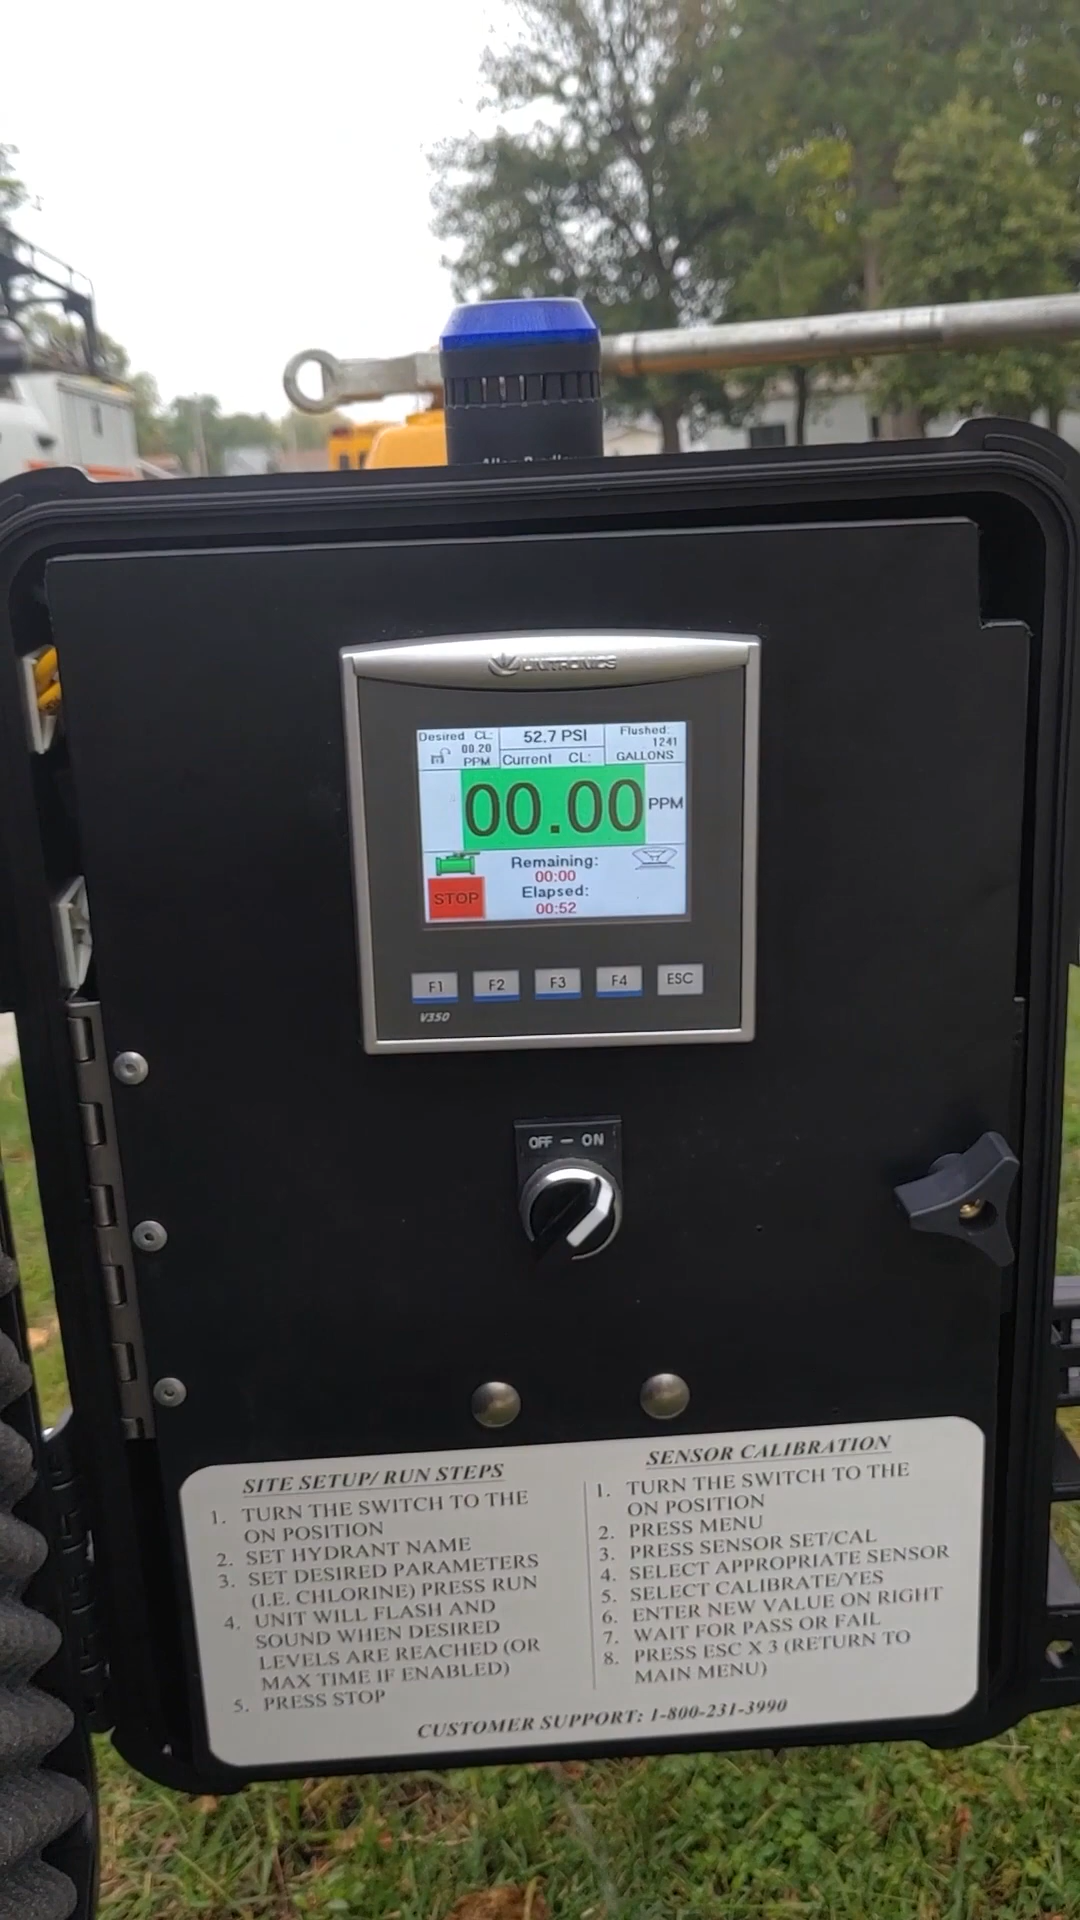 Allen-Bradley
UNITRONICS
Desired CL:
00.20
PPM
52.7 PSI
Current CL:
Flushed:
1241
GALLONS
00.00 PPM
Remaining:
00:00
Elapsed:
00:52
STOP
F1 F2 F3 F4 ESC
V350
OFF – ON
SITE SETUP/ RUN STEPS
1. TURN THE SWITCH TO THE
ON POSITION
2. SET HYDRANT NAME
3. SET DESIRED PARAMETERS
(I.E. CHLORINE) PRESS RUN
4. UNIT WILL FLASH AND
SOUND WHEN DESIRED
LEVELS ARE REACHED (OR
MAX TIME IF ENABLED)
5. PRESS STOP
SENSOR CALIBRATION
1. TURN THE SWITCH TO THE
ON POSITION
2. PRESS MENU
3. PRESS SENSOR SET/CAL
4. SELECT APPROPRIATE SENSOR
5. SELECT CALIBRATE/YES
6. ENTER NEW VALUE ON RIGHT
7. WAIT FOR PASS OR FAIL
8. PRESS ESC X 3 (RETURN TO
MAIN MENU)
CUSTOMER SUPPORT: 1-800-231-3990